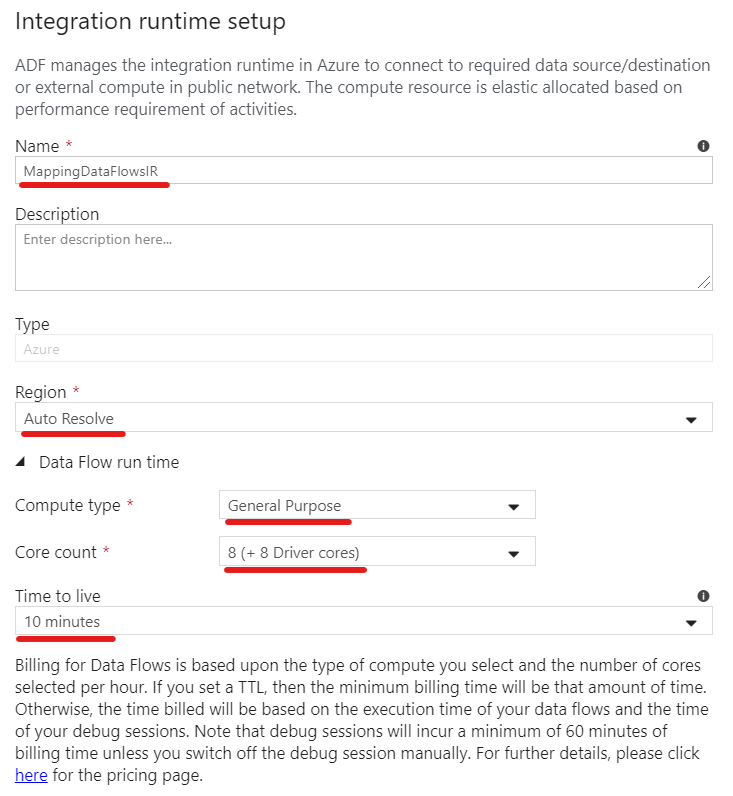 Integration runtime setup
ADF manages the integration runtime in Azure to connect to required data source/destination
or external compute in public network. The compute resource is elastic allocated based on
performance requirement of activities.
Name *
MappingDataFlowsIR
Description
Enter description here...
Type
Azure
Region *
Auto Resolve
Data Flow run time
Compute type * General Purpose
Core count * 8 (+ 8 Driver cores)
Time to live
10 minutes
Billing for Data Flows is based upon the type of compute you select and the number of cores
selected per hour. If you set a TTL, then the minimum billing time will be that amount of time.
Otherwise, the time billed will be based on the execution time of your data flows and the time
of your debug sessions. Note that debug sessions will incur a minimum of 60 minutes of
billing time unless you switch off the debug session manually. For further details, please click
here for the pricing page.